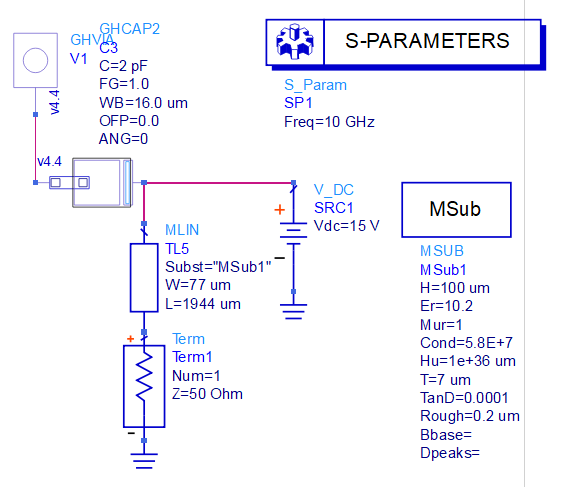 GHVIA
V1
v4.4
v4.4
GHCAP2
C3
C=2 pF
FG=1.0
WB=16.0 um
OFP=0.0
ANG=0
S-PARAMETERS
S_Param
SP1
Freq=10 GHz
V_DC
SRC1
Vdc=15 V
+
−
MLIN
TL5
Subst="MSub1"
W=77 um
L=1944 um
+
Term
Term1
Num=1
Z=50 Ohm
-
MSub
MSUB
MSub1
H=100 um
Er=10.2
Mur=1
Cond=5.8E+7
Hu=1e+36 um
T=7 um
TanD=0.0001
Rough=0.2 um
Bbase=
Dpeaks=